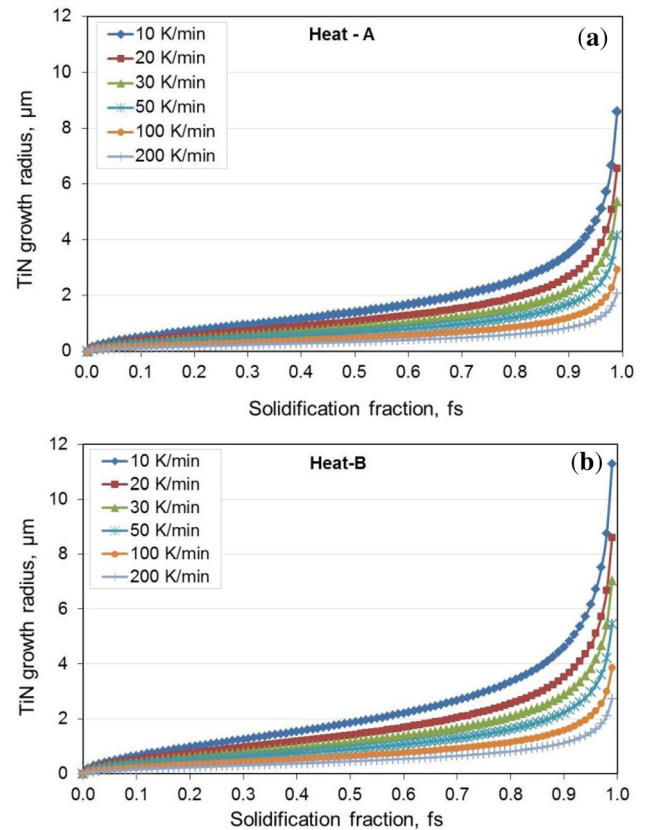 Heat - A
(a)
10 K/min
20 K/min
30 K/min
50 K/min
100 K/min
200 K/min
TiN growth radius, µm
12
10
8
6
4
2
0
0.0 0.1 0.2 0.3 0.4 0.5 0.6 0.7 0.8 0.9 1.0
Solidification fraction, fs
Heat-B
(b)
10 K/min
20 K/min
30 K/min
50 K/min
100 K/min
200 K/min
TiN growth radius, µm
12
10
8
6
4
2
0
0.0 0.1 0.2 0.3 0.4 0.5 0.6 0.7 0.8 0.9 1.0
Solidification fraction, fs